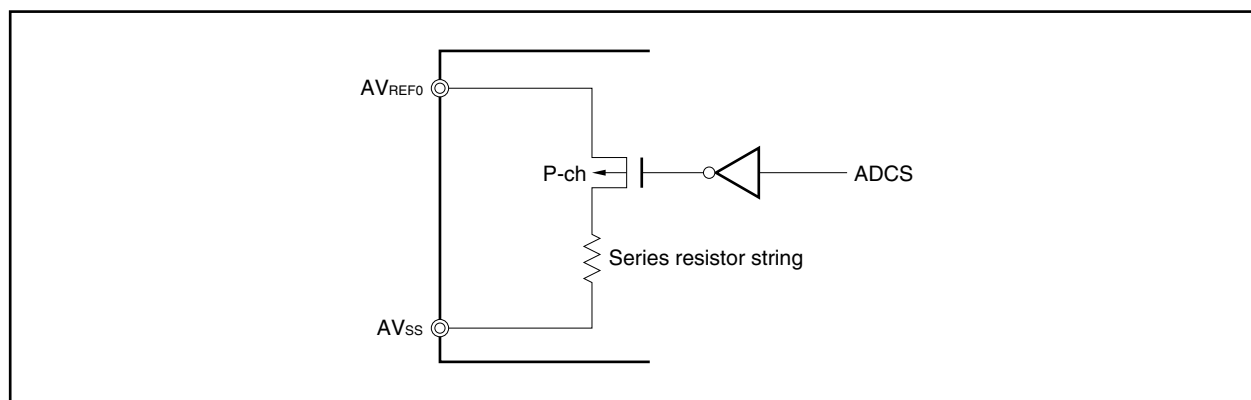 AVREF0
P-ch
ADCS
Series resistor string
AVSS